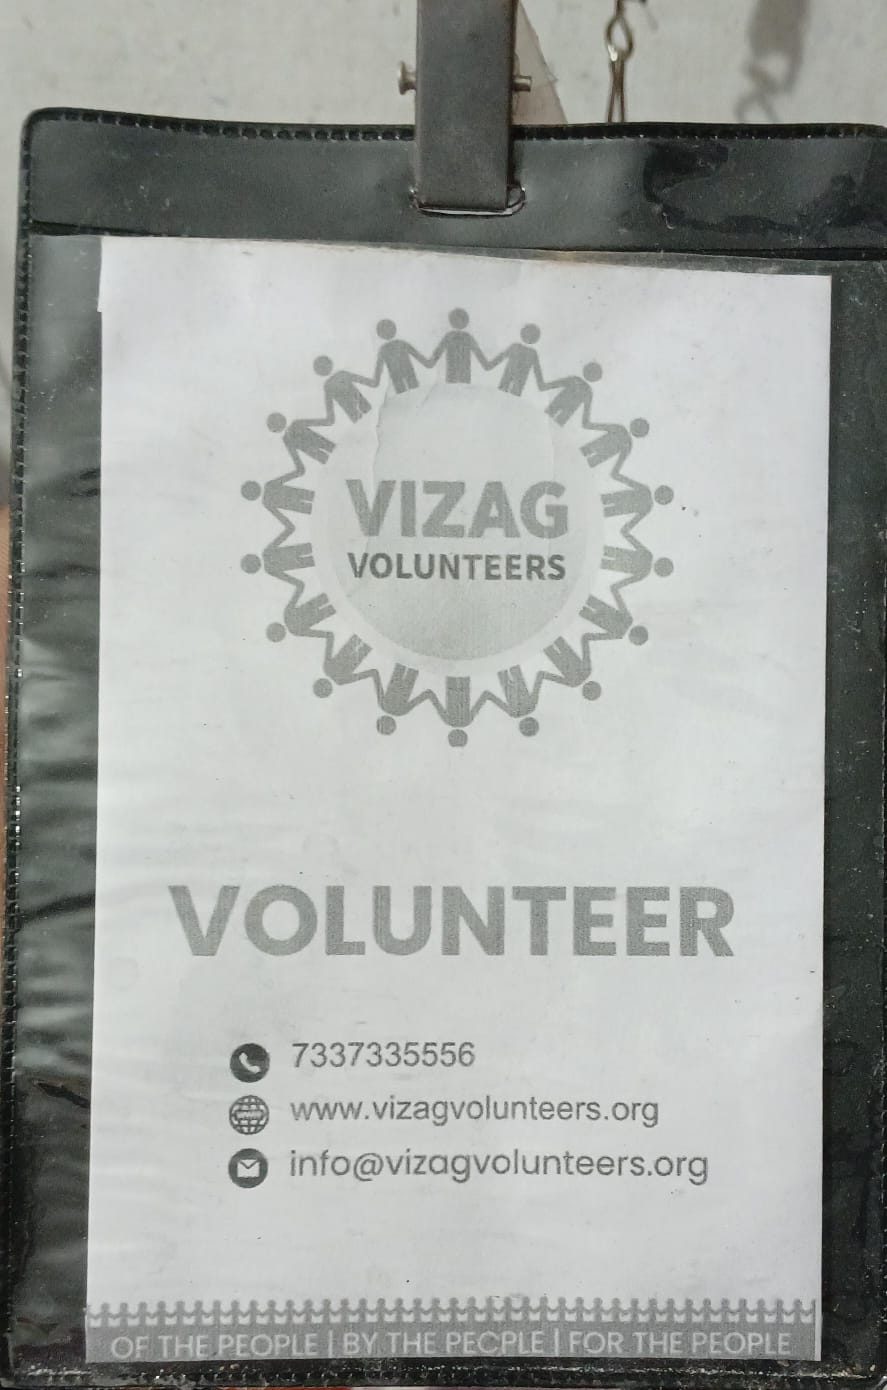 VIZAG
VOLUNTEERS
VOLUNTEER
7337335556
www.vizagvolunteers.org
info@vizagvolunteers.org
OF THE PEOPLE | BY THE PEOPLE | FOR THE PEOPLE